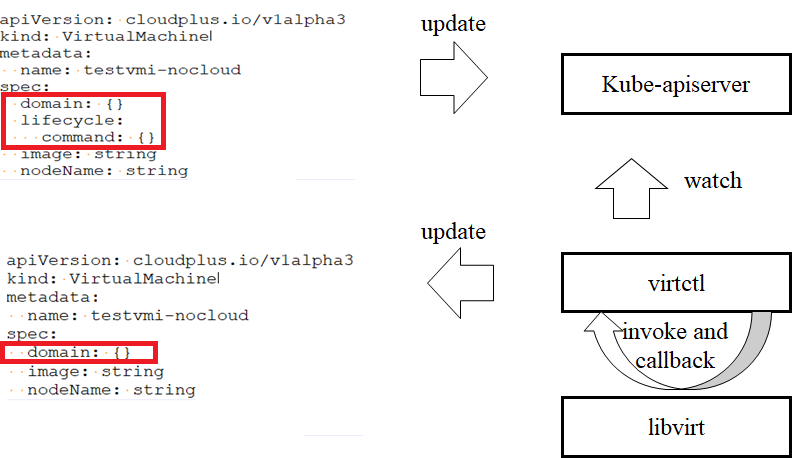 apiVersion: cloudplus.io/v1alpha3
kind: VirtualMachine
metadata:
  name: testvmi-nocloud
spec:
  domain: {}
  lifecycle:
    command: {}
  image: string
  nodeName: string
update
Kube-apiserver
watch
apiVersion: cloudplus.io/v1alpha3
kind: VirtualMachine
metadata:
  name: testvmi-nocloud
spec:
  domain: {}
  image: string
  nodeName: string
update
virtctl
invoke and
callback
libvirt